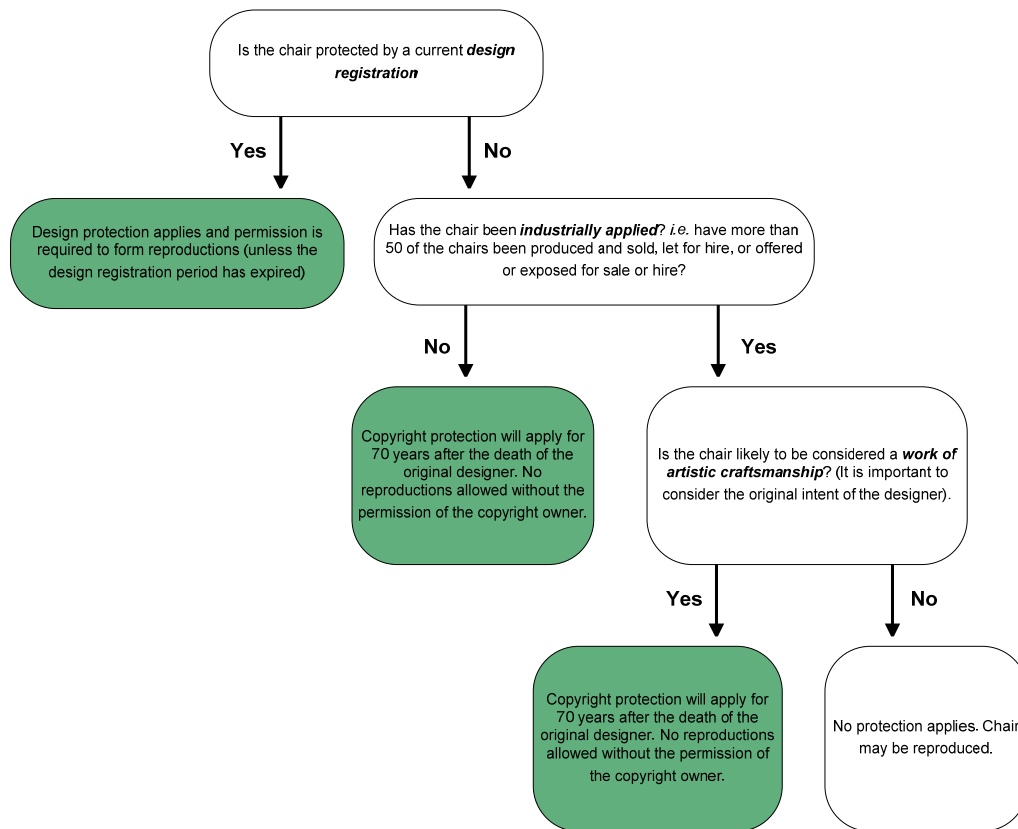 Is the chair protected by a current design
registration
Yes
No
Design protection applies and permission is
required to form reproductions (unless the
design registration period has expired)
Has the chair been industrially applied? i.e. have more than
50 of the chairs been produced and sold, let for hire, or offered
or exposed for sale or hire?
No
Yes
Copyright protection will apply for
70 years after the death of the
original designer. No
reproductions allowed without the
permission of the copyright owner.
Is the chair likely to be considered a work of
artistic craftsmanship? (It is important to
consider the original intent of the designer).
Yes
No
Copyright protection will apply for
70 years after the death of the
original designer. No reproductions
allowed without the permission of
the copyright owner.
No protection applies. Chair
may be reproduced.